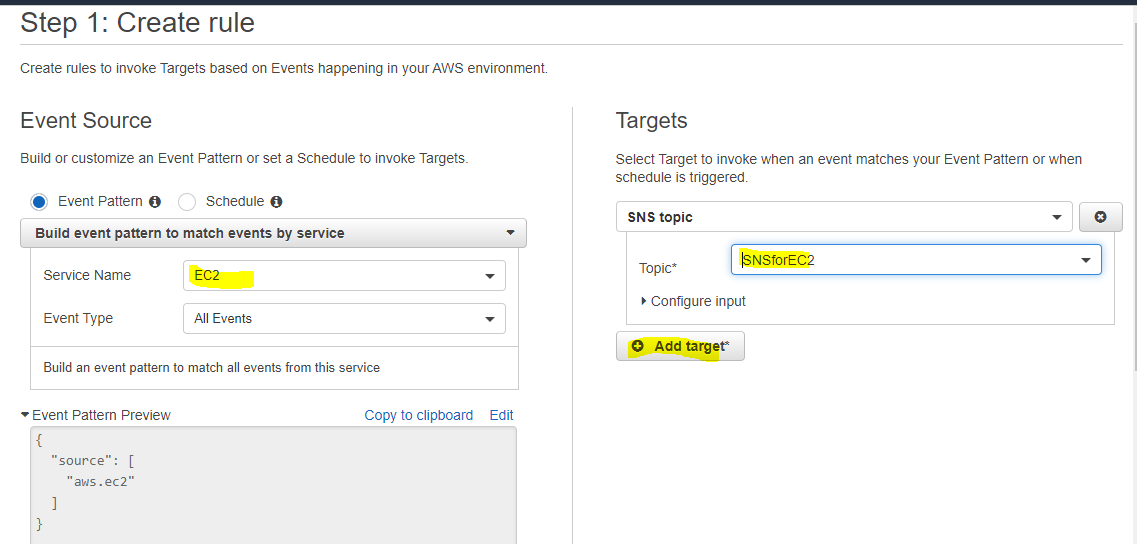 Step 1: Create rule
Create rules to invoke Targets based on Events happening in your AWS environment.
Event Source
Build or customize an Event Pattern or set a Schedule to invoke Targets.
Event Pattern
Schedule
Build event pattern to match events by service
Service Name
EC2
Event Type
All Events
Build an event pattern to match all events from this service
Event Pattern Preview
Copy to clipboard
Edit
{
"source": [
"aws.ec2"
]
}
Targets
Select Target to invoke when an event matches your Event Pattern or when
schedule is triggered.
SNS topic
Topic*
SNSforEC2
Configure input
Add target*